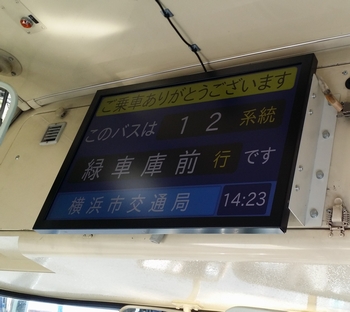 ご乗車ありがとうございます
このバスは 12 系統
緑車庫前 行 です
横浜市交通局 14:23